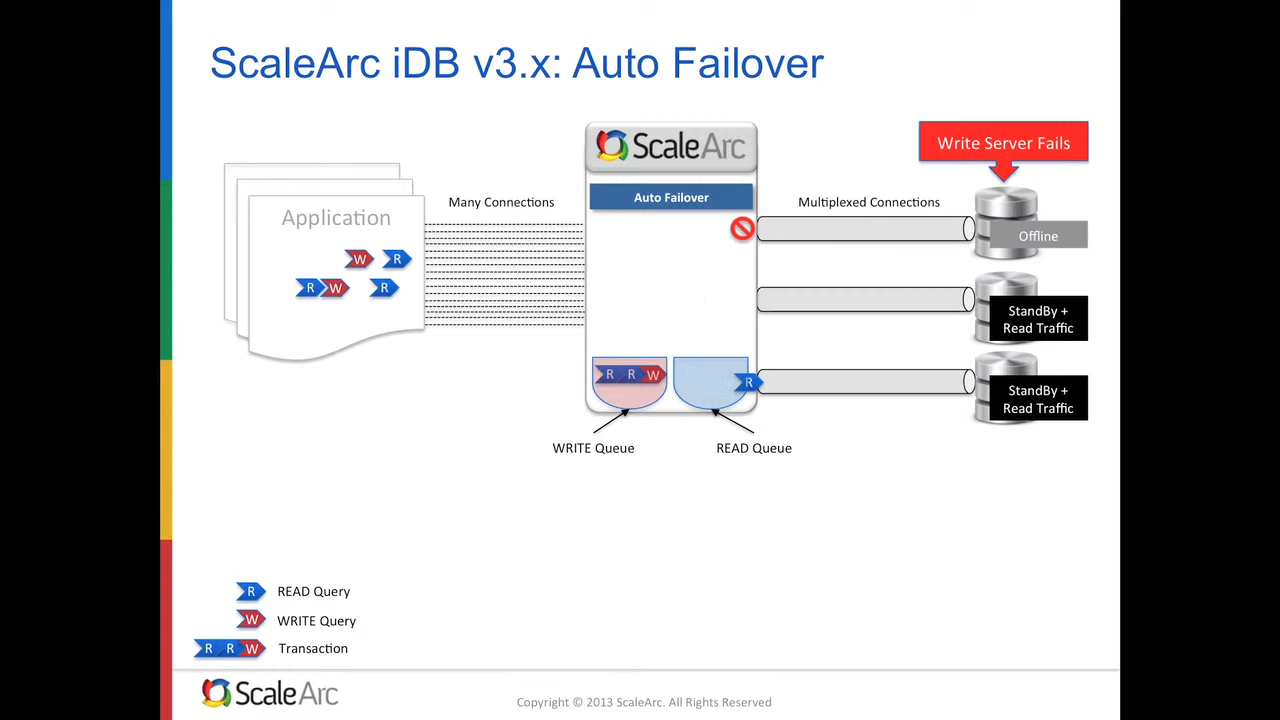 ScaleArc iDB v3.x: Auto Failover
ScaleArc
Write Server Fails
Application
Many Connections
Auto Failover
Multiplexed Connections
Offline
W R
R W R
StandBy +
Read Traffic
R R W
R
StandBy +
Read Traffic
WRITE Queue
READ Queue
R READ Query
W WRITE Query
R R W Transaction
ScaleArc
Copyright © 2013 ScaleArc. All Rights Reserved